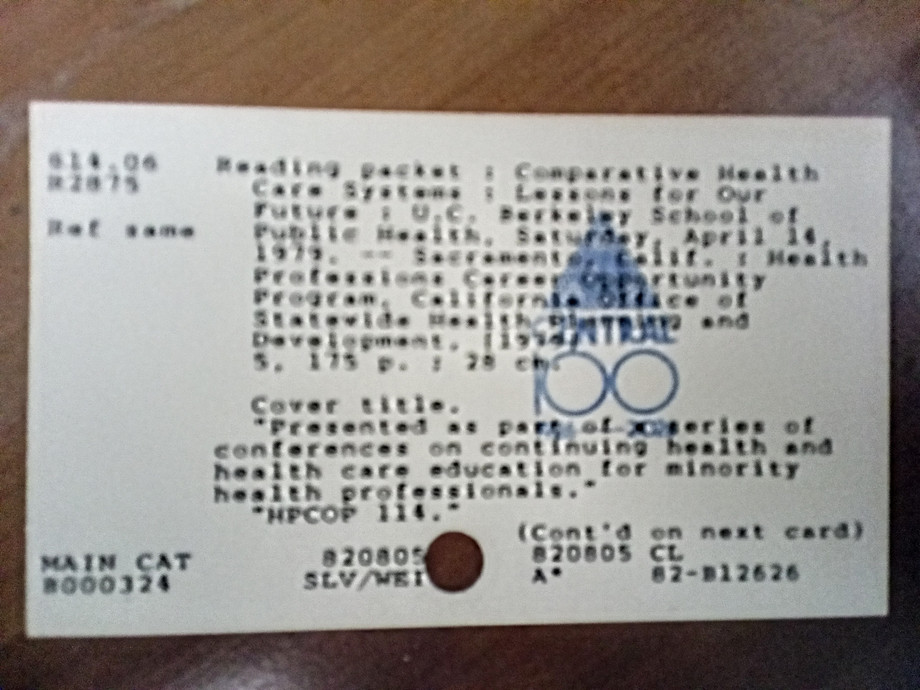 614.06
R2875
Ref same
Reading packet : Comparative Health
Care Systems : Lessons for Our
Future : U.C. Berkeley School of
Public Health, Saturday, April 14,
1979. -- Sacramento, Calif. : Health
Professions Career Opportunity
Program, California Office of
Statewide Health Planning and
Development,
5, 175 p. ; 28 cm.
Cover title.
"Presented as part of a series of
conferences on continuing health and
health care education for minority
health professionals."
"HPCOP 114."
(Cont'd on next card)
MAIN CAT 820805 820805 CL
B000324 SLV/WEI A* 82-B12626
CENTRAL
100